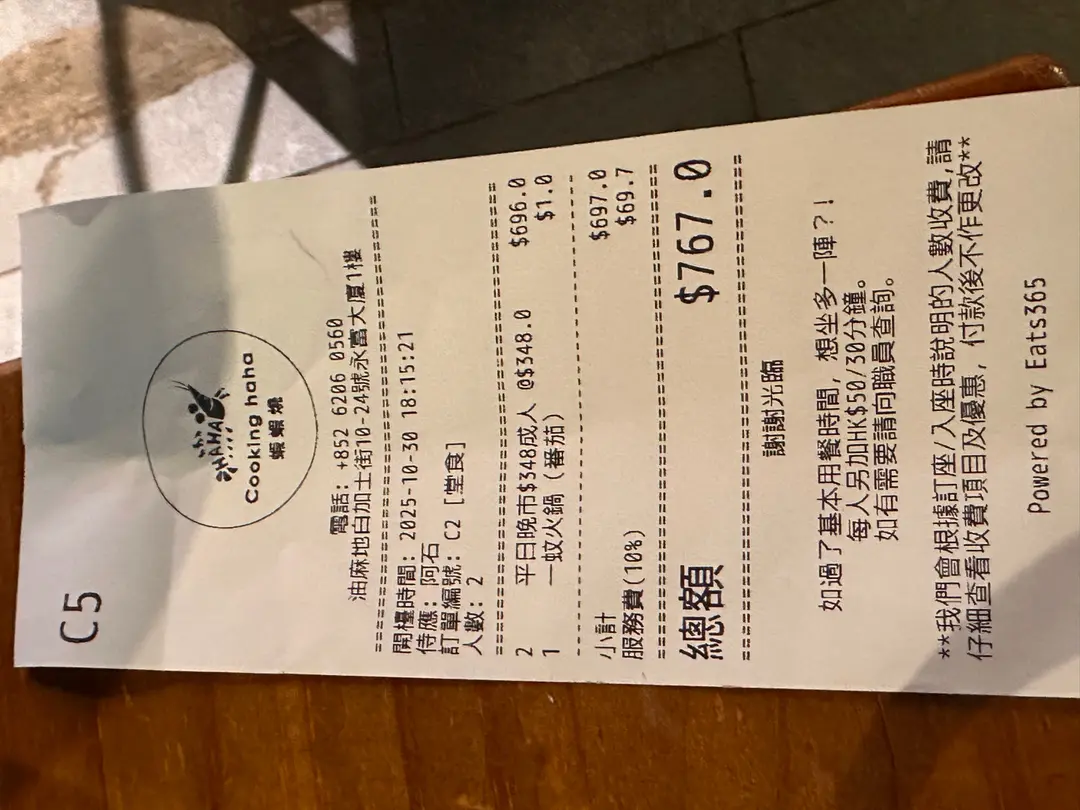 C5
HAHA
Cooking haha
蝦蝦燒
電話: +852 6206 0560
油麻地白加士街10-24號永富大廈1樓
開檯時間: 2025-10-30 18:15:21
侍應: 阿石
訂單編號: C2 [堂食]
人數: 2
2 平日晚市$348成人 @$348.0 $696.0
1 一蚊火鍋 (番茄) $1.0
小計 $697.0
服務費(10%) $69.7
總額 $767.0
謝謝光臨
如過了基本用餐時間, 想坐多一陣?!
每人另加HK$50/30分鐘。
如有需要請向職員查詢。
**我們會根據訂座/入座時說明的人數收費,請
仔細查看收費項目及優惠, 付款後不作更改**
Powered by Eats365